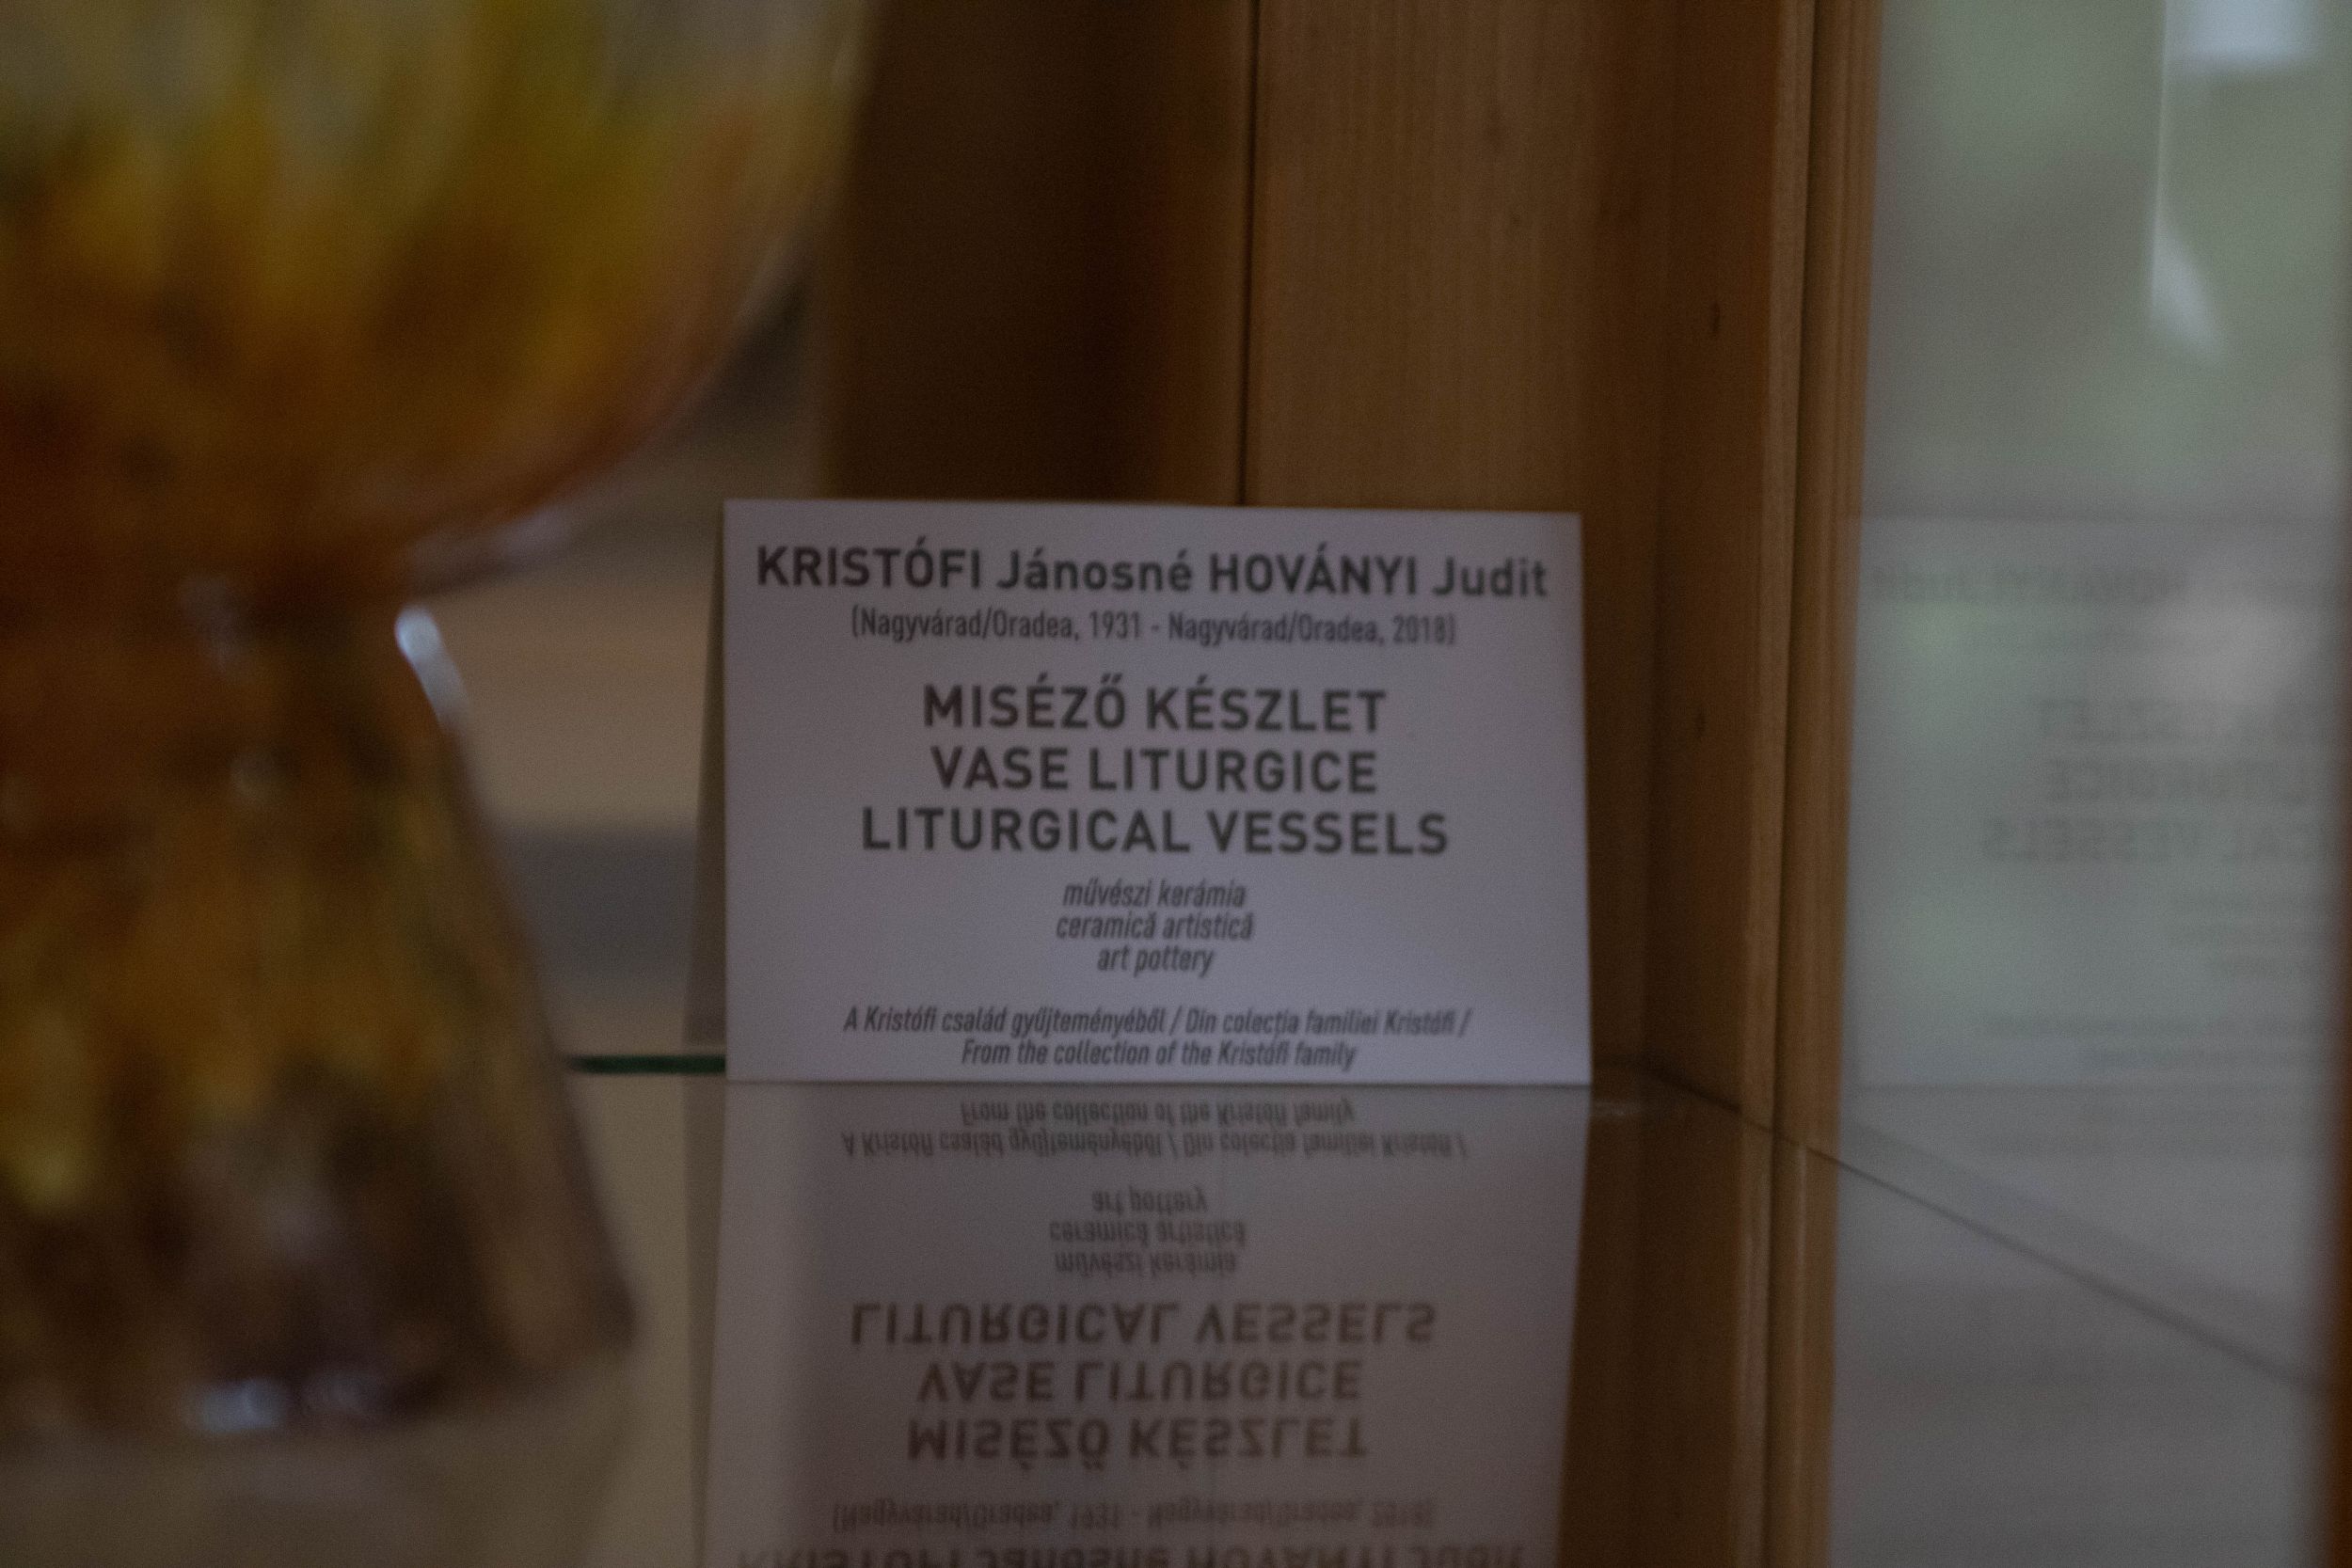 KRISTÓFI Jánosné HOVÁNYI Judit
(Nagyvárad/Oradea, 1931 - Nagyvárad/Oradea, 2018)
MISÉZŐ KÉSZLET
VASE LITURGICE
LITURGICAL VESSELS
művészi kerámia
ceramică artistică
art pottery
A Kristófi család gyűjteményéből / Din colecția familiei Kristófi /
From the collection of the Kristófi family